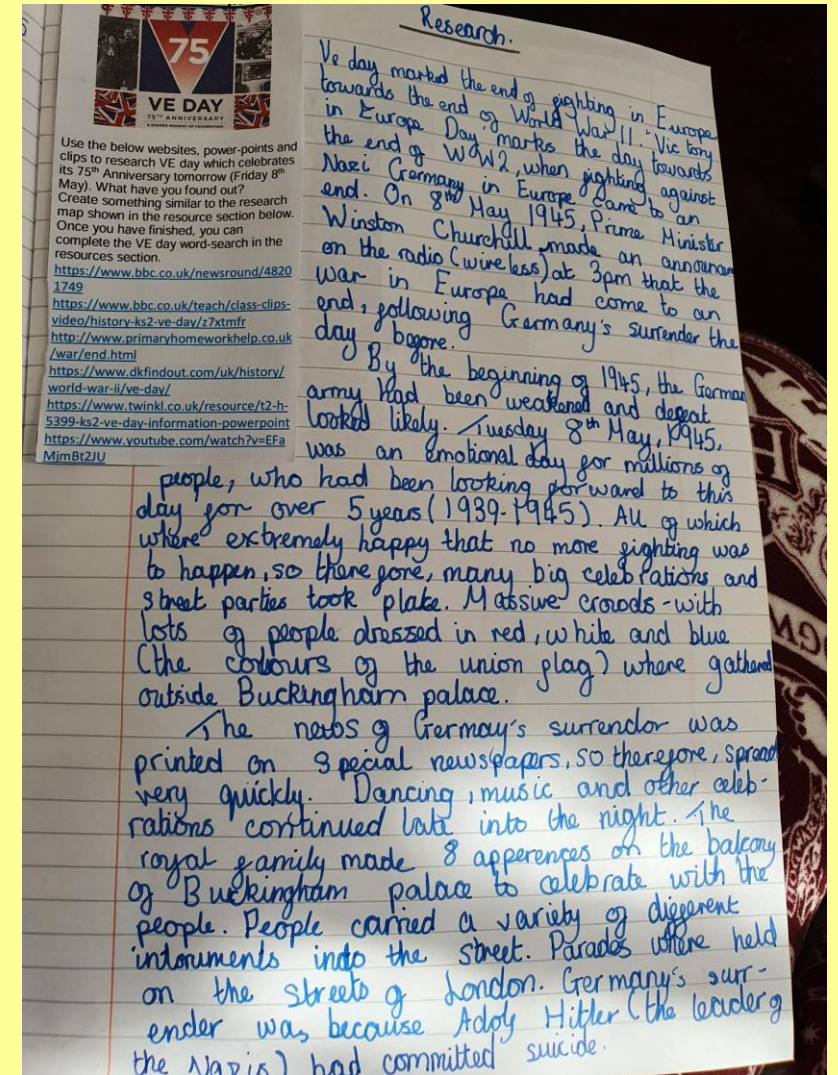 75
VE DAY
75TH ANNIVERSARY
A SHARED MOMENT OF CELEBRATION
Use the below websites, power-points and
clips to research VE day which celebrates
its 75th Anniversary tomorrow (Friday 8th
May). What have you found out?
Create something similar to the research
map shown in the resource section below.
Once you have finished, you can
complete the VE day word-search in the
resources section.
https://www.bbc.co.uk/newsround/4820
1749
https://www.bbc.co.uk/teach/class-clips-
video/history-ks2-ve-day/z7xtmfr
http://www.primaryhomeworkhelp.co.uk
/war/end.html
https://www.dkfindout.com/uk/history/
world-war-ii/ve-day/
https://www.twinkl.co.uk/resource/t2-h-
5399-ks2-ve-day-information-powerpoint
https://www.youtube.com/watch?v=EFa
MjmBt2JU
Research.
Ve day marked the end of fighting in Europe
towards the end of World War II. 'Victory
in Europe Day' marks the day towards
the end of WW2, when fighting against
Nazi Germany in Europe came to an
end. On 8th May 1945, Prime Minister
Winston Churchill made an announ
on the radio (wireless) at 3pm that the
war in Europe had come to an
end, following Germany's surrender the
day before.
By the beginning of 1945, the German
army had been weakened and defeat
looked likely. Tuesday 8th May, 1945,
was an emotional day for millions of
people, who had been looking forward to this
day for over 5 years (1939-1945). All of which
where extremely happy that no more fighting was
to happen, so therefore, many big celebrations and
street parties took plake. Massive crowds - with
lots of people dressed in red, white and blue
(the colours of the union flag) where gathered
outside Buckingham palace.
The news of Germay's surrendor was
printed on special newspapers, so therefore, spread
very quickly. Dancing, music and other celeb-
rations continued late into the night. The
royal family made 8 apperences on the balcony
of Buckingham palace to celebrate with the
people. People carried a variety of different
intoruments into the street. Parades where held
on the streets of London. Germany's surr-
ender was because Adolf Hitler (the leader of
the Nazis) had committed suicide.